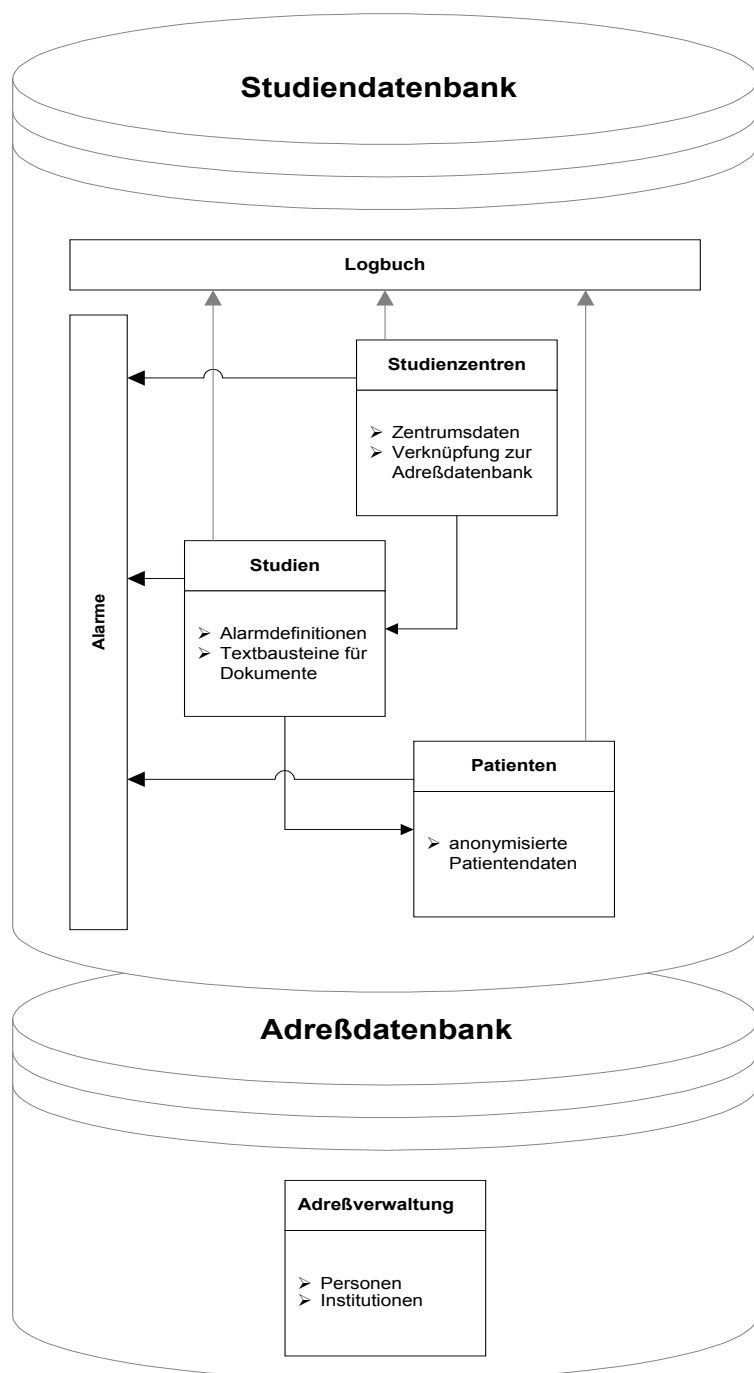 Studiendatenbank
Logbuch
Alarme
Studienzentren
➢ Zentrumsdaten
➢ Verknüpfung zur
Adreßdatenbank
Studien
➢ Alarmdefinitionen
➢ Textbausteine für
Dokumente
Patienten
➢ anonymisierte
Patientendaten
Adreßdatenbank
Adreßverwaltung
➢ Personen
➢ Institutionen